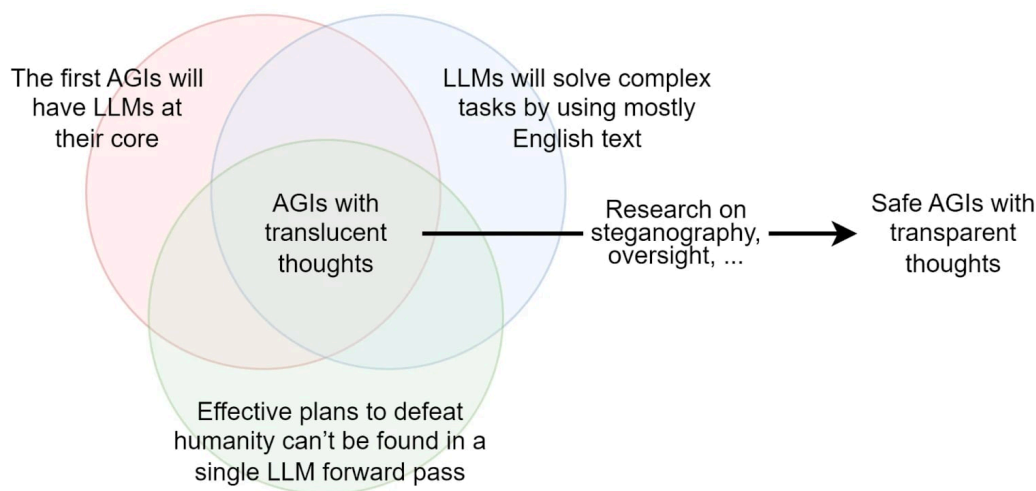 The first AGIs will
have LLMs at
their core
LLMs will solve complex
tasks by using mostly
English text
AGIs with
translucent
thoughts
Research on
steganography,
oversight, ...
Safe AGIs with
transparent
thoughts
Effective plans to defeat
humanity can’t be found in a
single LLM forward pass